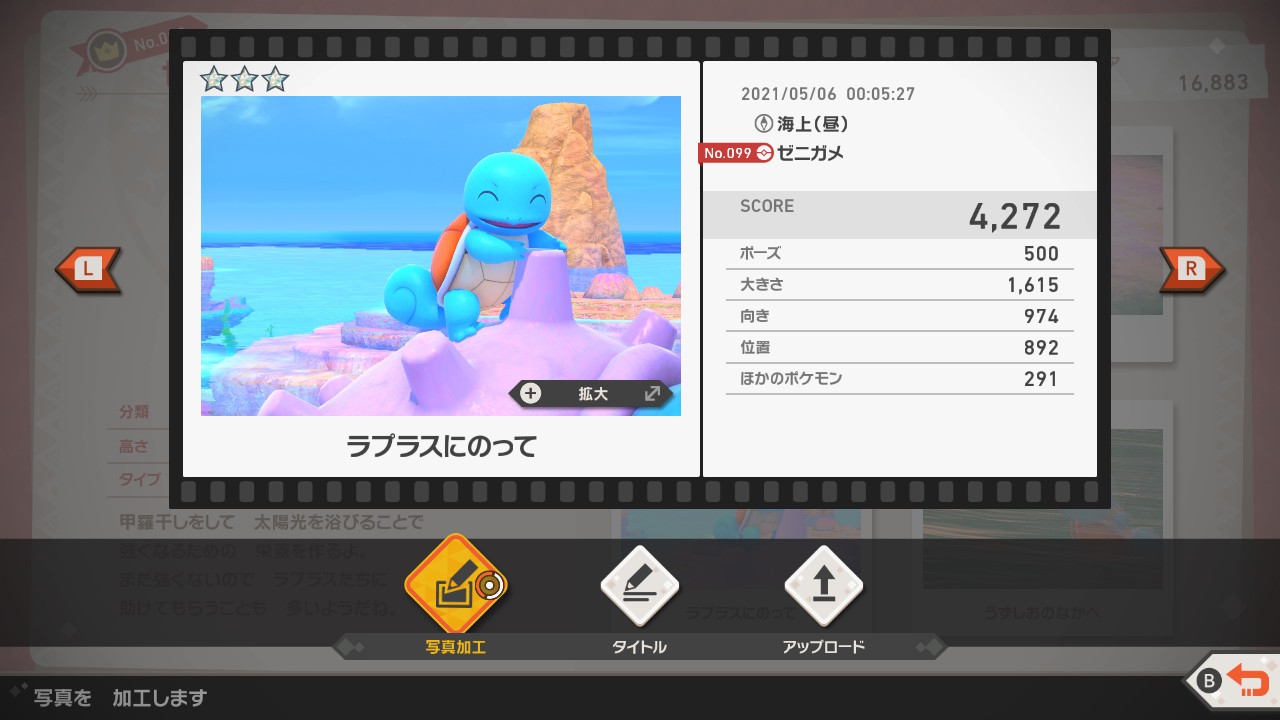 No.0
16,883
2021/05/06 00:05:27
海上(昼)
No.099 ゼニガメ
SCORE 4,272
ポーズ 500
大きさ 1,615
向き 974
位置 892
ほかのポケモン 291
拡大
ラプラスにのって
L
R
分類
高さ
タイプ
甲羅干しをして 太陽光を浴びることで
強くなるための 栄養を作るよ。
まだ強くないので ラプラスたちに
助けてもらうことも 多いようだね。
ラプラスにのって
うずしおのなかへ
写真加工
タイトル
アップロード
写真を 加工します
B